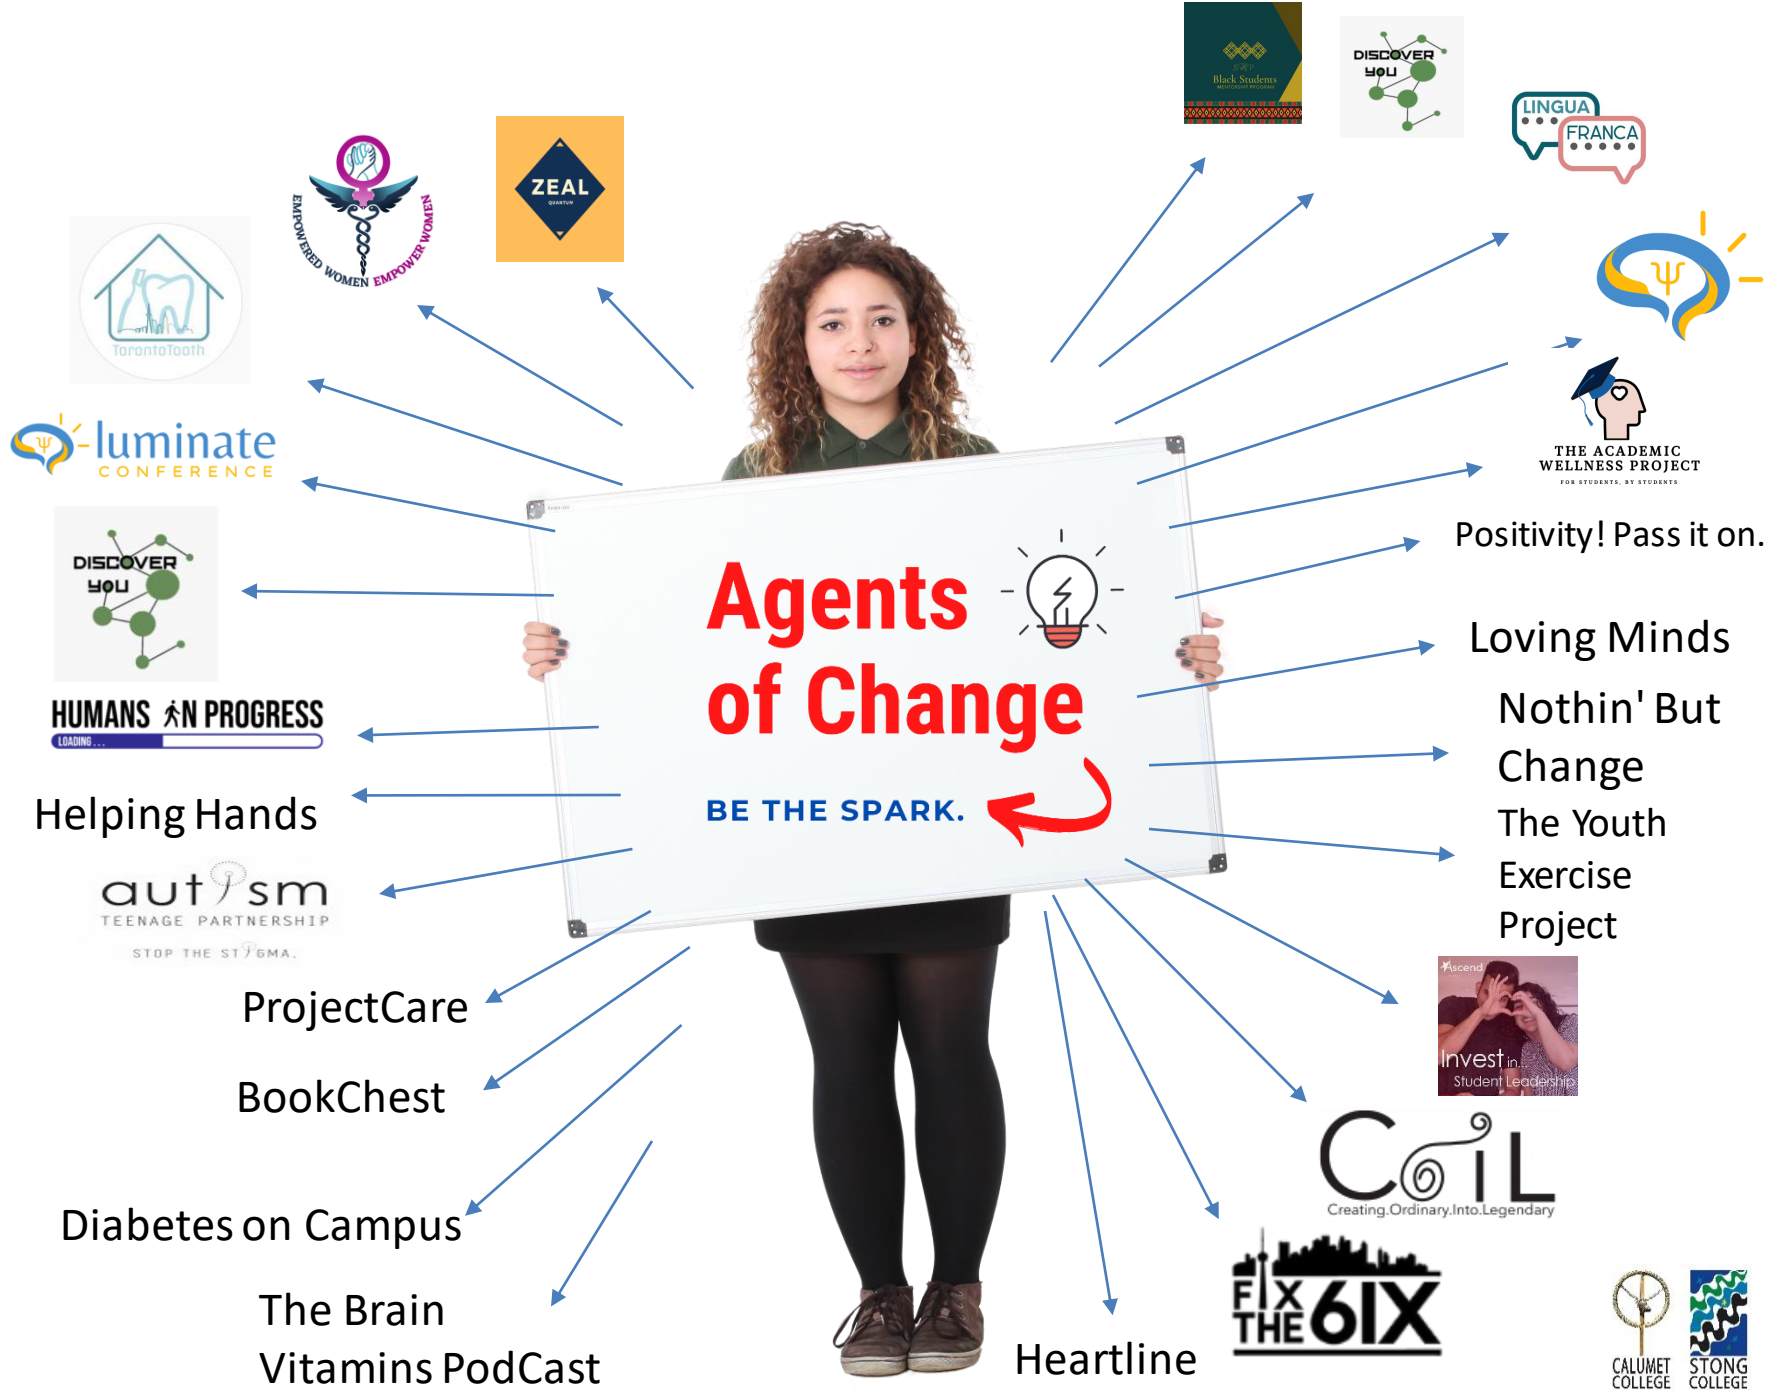 Black Students
MENTORSHIP PROGRAM
DISCOVER
YOU
LINGUA
FRANCA
ZEAL
QUANTUM
EMPOWERED WOMEN EMPOWER WOMEN
TorontoTooth
luminate
CONFERENCE
THE ACADEMIC
WELLNESS PROJECT
FOR STUDENTS, BY STUDENTS
DISCOVER
YOU
Positivity! Pass it on.
Agents
of Change
BE THE SPARK.
Loving Minds
HUMANS IN PROGRESS
LOADING...
Nothin' But
Change
Helping Hands
The Youth
Exercise
Project
autism
TEENAGE PARTNERSHIP
STOP THE STIGMA.
Ascend
Invest in...
Student Leadership
ProjectCare
BookChest
COiL
Creating.Ordinary.Into.Legendary
Diabetes on Campus
FIX
THE 6IX
The Brain
Vitamins PodCast
Heartline
CALUMET
COLLEGE
STONG
COLLEGE